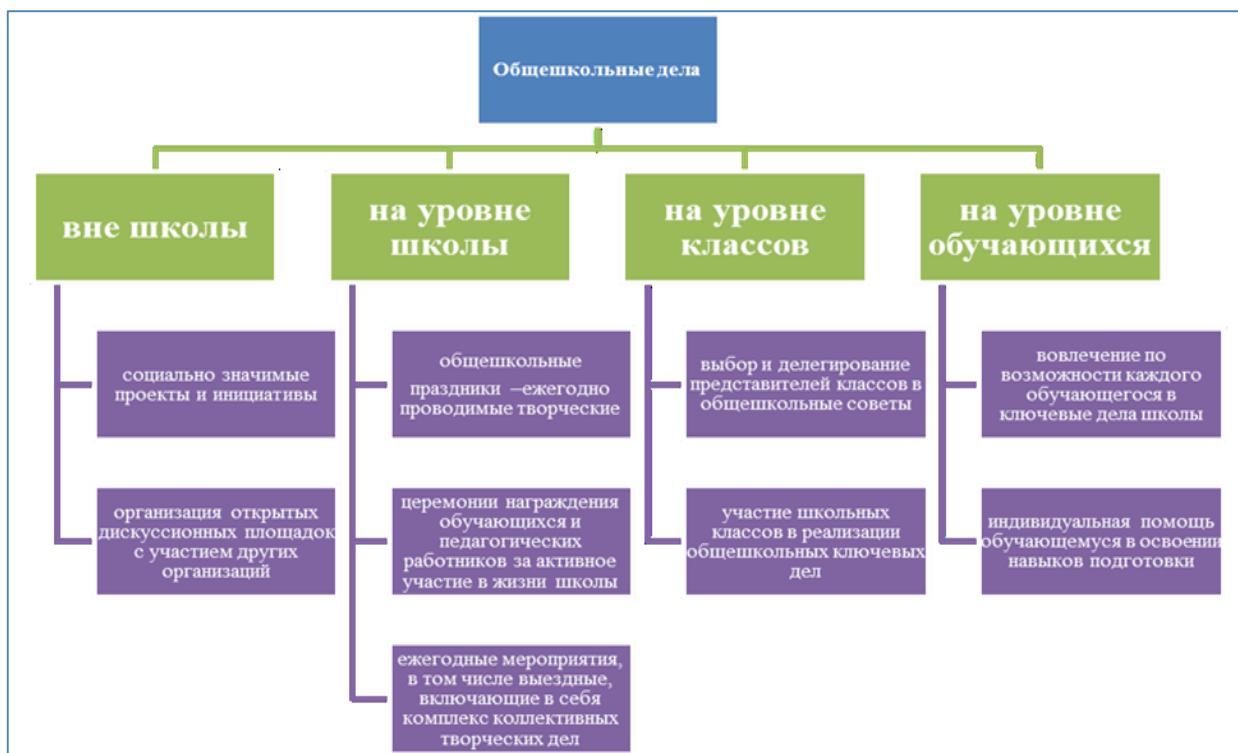 Общешкольные дела
вне школы
на уровне
школы
на уровне
классов
на уровне
обучающихся
социально значимые
проекты и инициативы
организация открытых
дискуссионных площадок
с участием других
организаций
общешкольные
праздники –ежегодно
проводимые творческие
церемонии награждения
обучающихся и
педагогических
работников за активное
участие в жизни школы
ежегодные мероприятия,
в том числе выездные,
включающие в себя
комплекс коллективных
творческих дел
выбор и делегирование
представителей классов в
общешкольные советы
участие школьных
классов в реализации
общешкольных ключевых
дел
вовлечение по
возможности каждого
обучающегося в
ключевые дела школы
индивидуальная помощь
обучающемуся в освоении
навыков подготовки